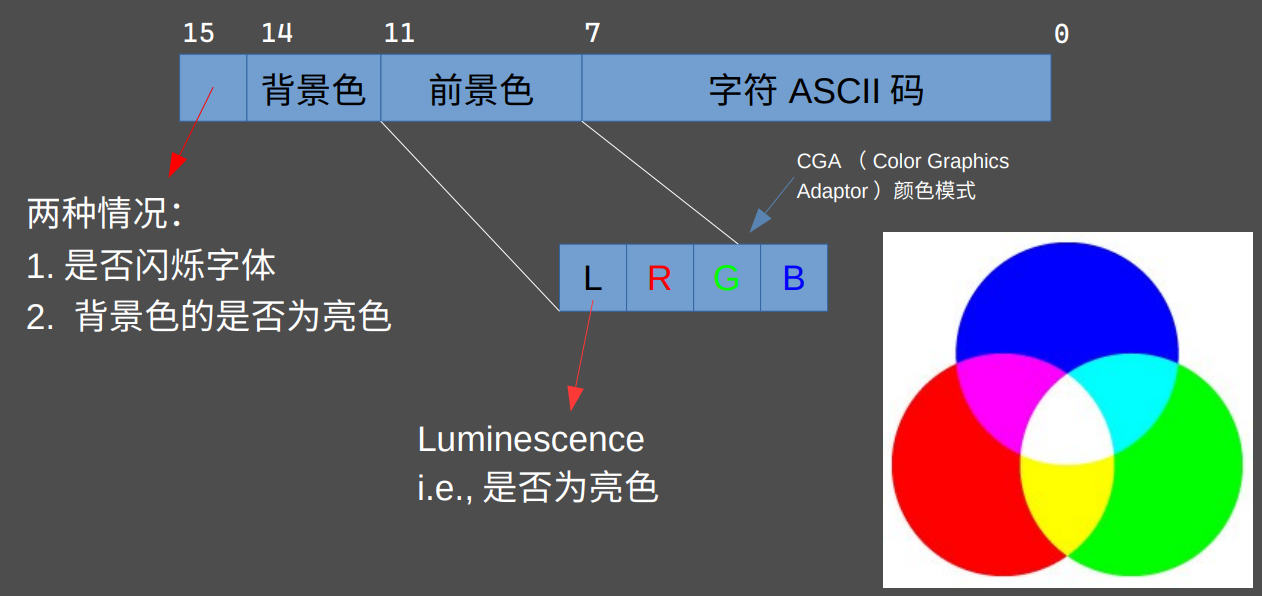 15 14 11 7 0
背景色 前景色 字符 ASCII 码
CGA （ Color Graphics
Adaptor ）颜色模式
两种情况：
1. 是否闪烁字体
2. 背景色的是否为亮色
L R G B
Luminescence
i.e., 是否为亮色